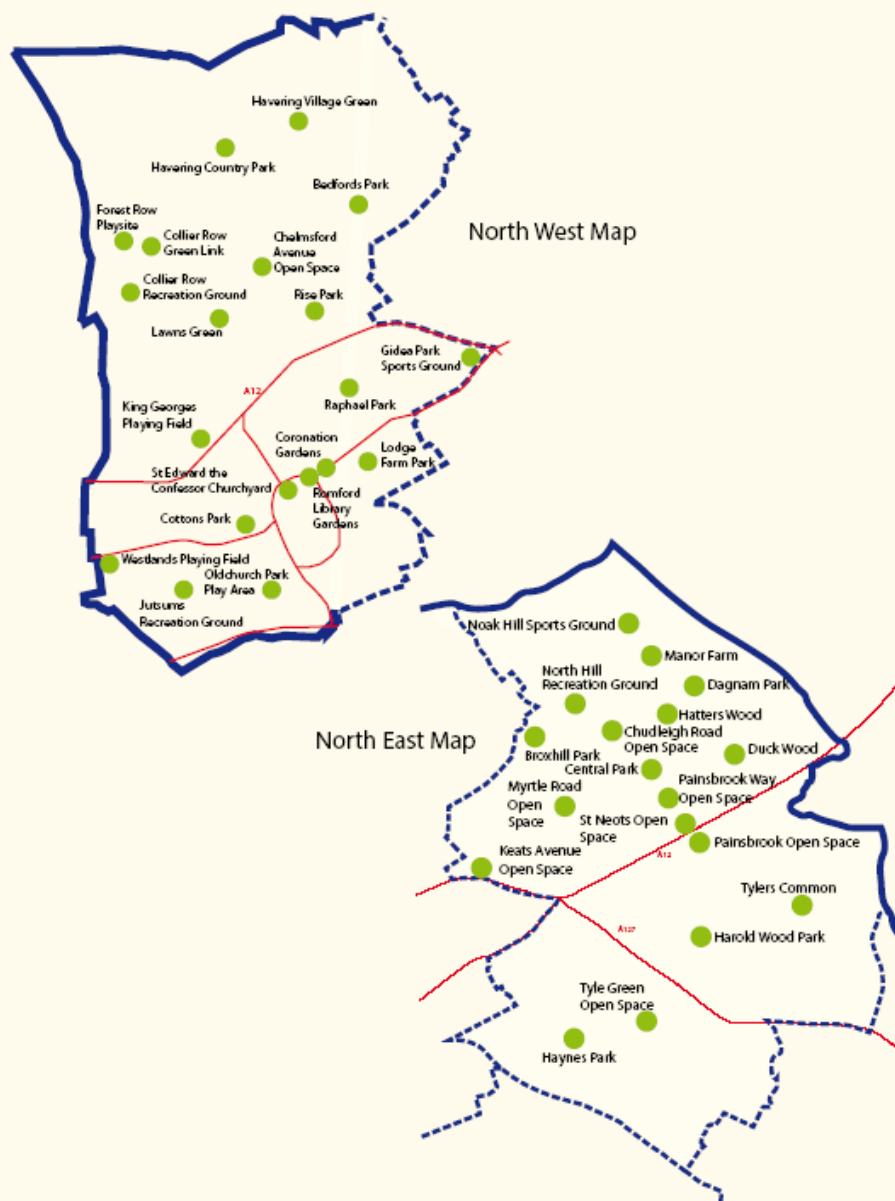 Havering Village Green
Havering Country Park
Bedfords Park
Forest Row
Playsite
Collier Row
Green Link
Chelmsford
Avenue
Open Space
North West Map
Collier Row
Recreation Ground
Rise Park
Lawns Green
Gidea Park
Sports Ground
A12
Raphael Park
King Georges
Playing Field
Coronation
Gardens
Lodge
Farm Park
St Edward the
Confessor Churchyard
Romford
Library
Gardens
Cottons Park
Westlands Playing Field
Oldchurch Park
Play Area
Jutsums
Recreation Ground
Noak Hill Sports Ground
Manor Farm
North Hill
Recreation Ground
Dagnam Park
Hatters Wood
North East Map
Chudleigh Road
Open Space
Duck Wood
Broxhill Park
Central Park
Painsbrook Way
Open Space
Myrtle Road
Open
Space
St Neots Open
Space
Painsbrook Open Space
A12
Keats Avenue
Open Space
Tylers Common
A127
Harold Wood Park
Tyle Green
Open Space
Haynes Park